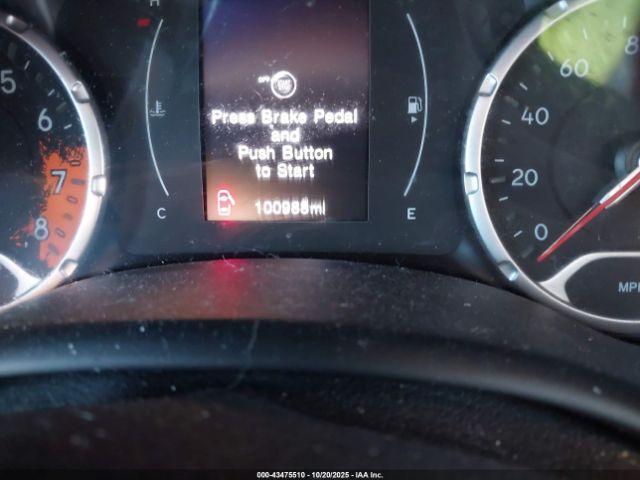 H
5
6
7
8
Press Brake Pedal
and
Push Button
to Start
100988mi
C
E
60
40
20
0
000-43475510 - 10/20/2025 - IAA Inc.